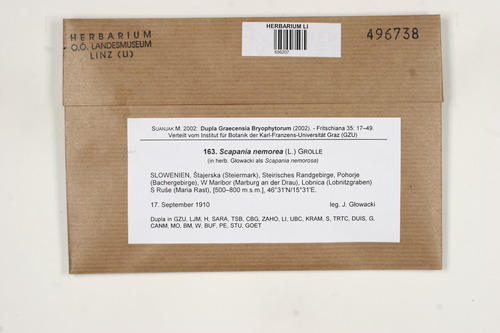 HERBARIUM
O.Ö. LANDESMUSEUM
LINZ (LI)
HERBARIUM LI
496738
SUANJAK M. 2002: Dupla Graecensia Bryophytorum (2002). - Fritschiana 35: 17–49.
Verteilt vom Institut für Botanik der Karl-Franzens-Universität Graz (GZU)
163. Scapania nemorea (L.) GROLLE
(in herb. Głowacki als Scapania nemorosa)
SLOWENIEN, Štajerska (Steiermark), Steirisches Randgebirge, Pohorje
(Bachergebirge), W Maribor (Marburg an der Drau), Lobnica (Lobnitzgraben)
S Ruše (Maria Rast), [500–800 m.s.m.], 46°31'N/15°31'E.
17. September 1910 leg. J. Głowacki
Dupla in GZU, LJM, H, SARA, TSB, CBG, ZAHO, LI, UBC, KRAM, S, TRTC, DUIS, G,
CANM, MO, BM, W, BUF, PE, STU, GOET